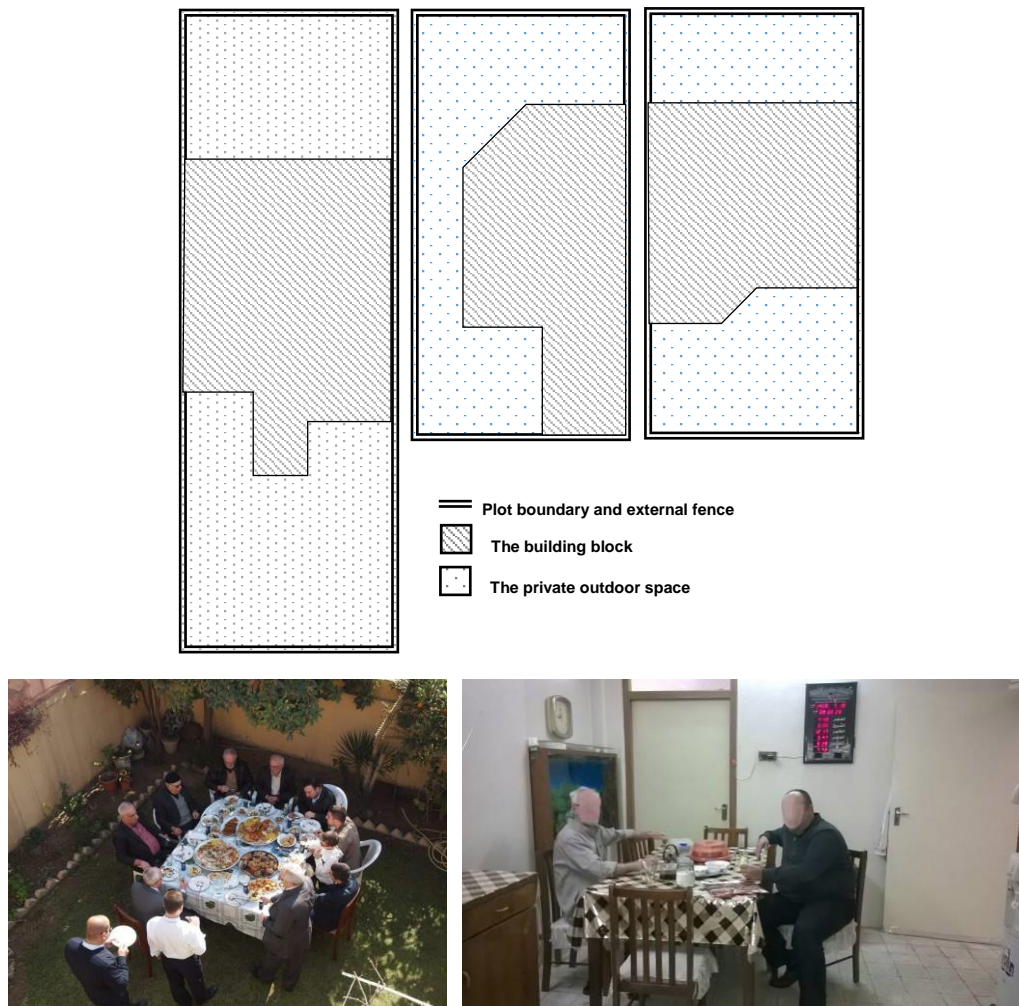 Plot boundary and external fence
The building block
The private outdoor space